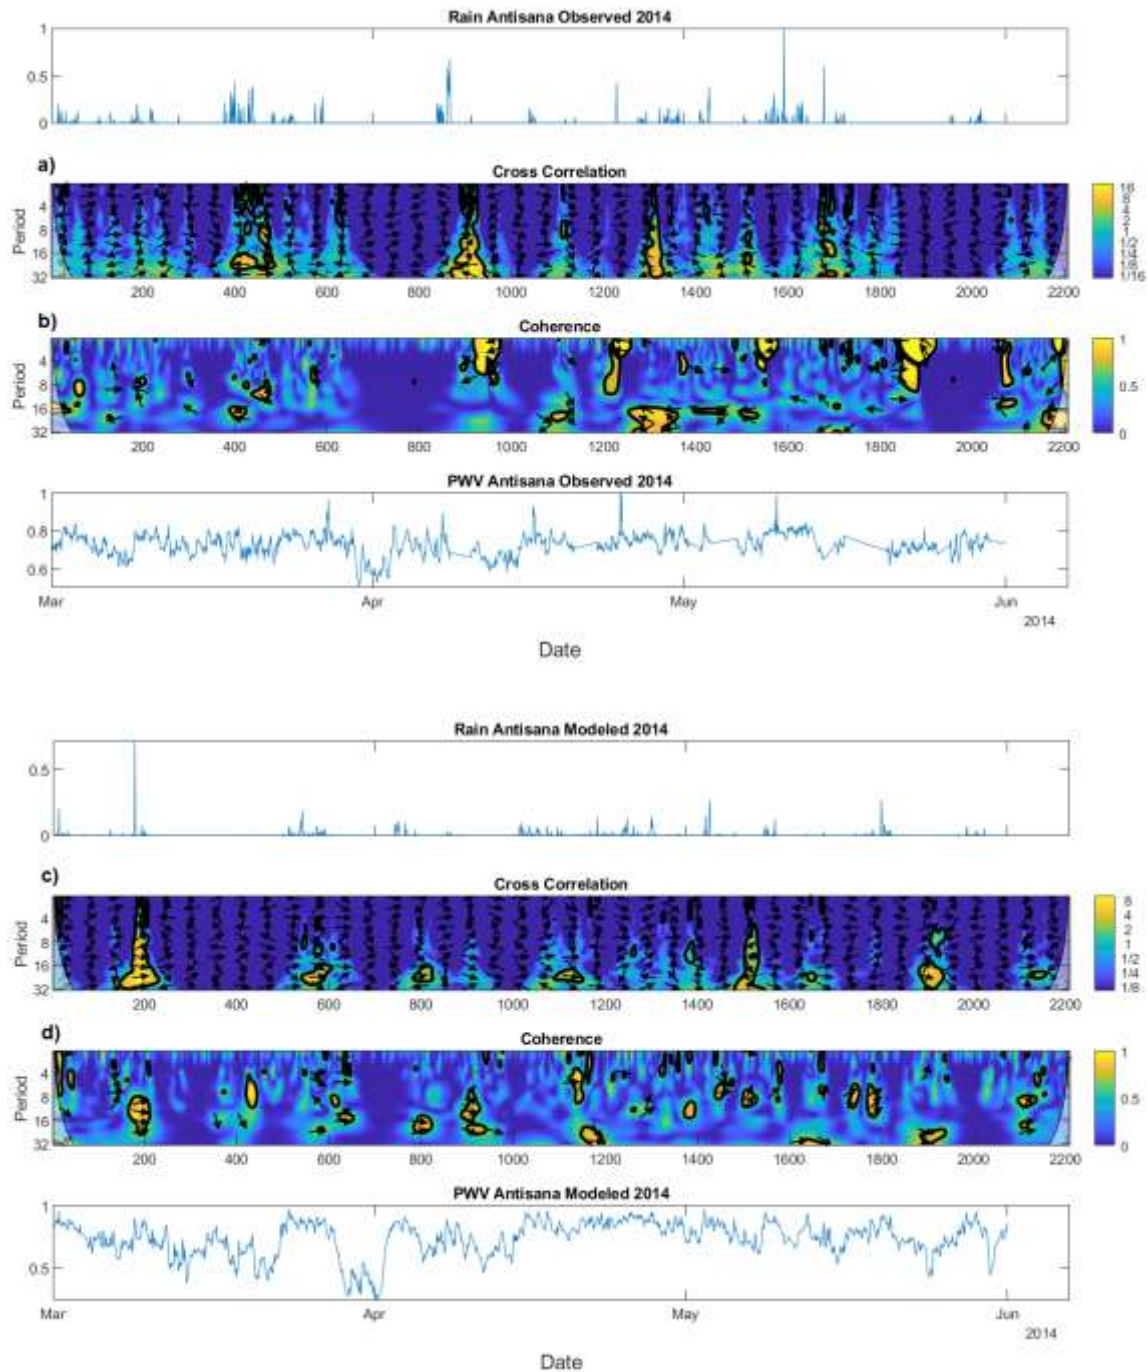 Rain Antisana Observed 2014
1
0.5
0
a)
Cross Correlation
Period
4
8
16
32
16
8
4
2
1
1/2
1/4
1/8
1/16
200 400 600 800 1000 1200 1400 1600 1800 2000 2200
b)
Coherence
Period
4
8
16
32
1
0.5
0
200 400 600 800 1000 1200 1400 1600 1800 2000 2200
PWV Antisana Observed 2014
1
0.8
0.6
Mar Apr May Jun
2014
Date
Rain Antisana Modeled 2014
0.5
0
c)
Cross Correlation
Period
4
8
16
32
8
4
2
1
1/2
1/4
1/8
200 400 600 800 1000 1200 1400 1600 1800 2000 2200
d)
Coherence
Period
4
8
16
32
1
0.5
0
200 400 600 800 1000 1200 1400 1600 1800 2000 2200
PWV Antisana Modeled 2014
1
0.5
Mar Apr May Jun
2014
Date